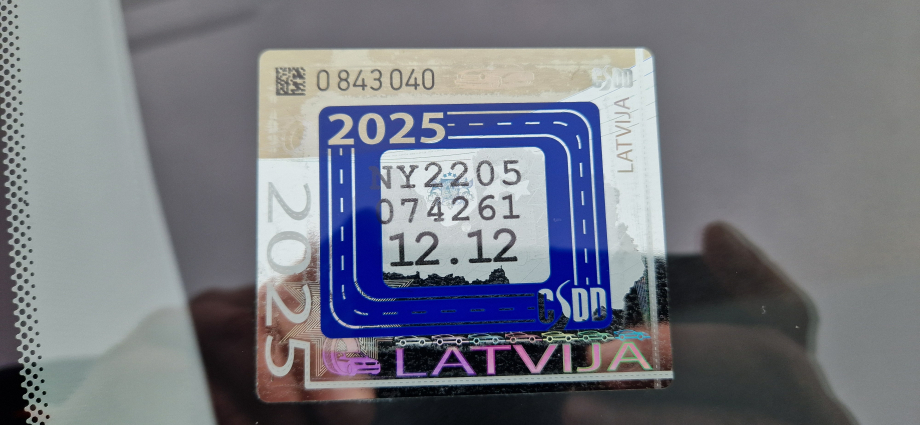 0843040
CSDD
LATVIJA
2025
NY2205
074261
12.12
2025
CSDD
LATVIJA